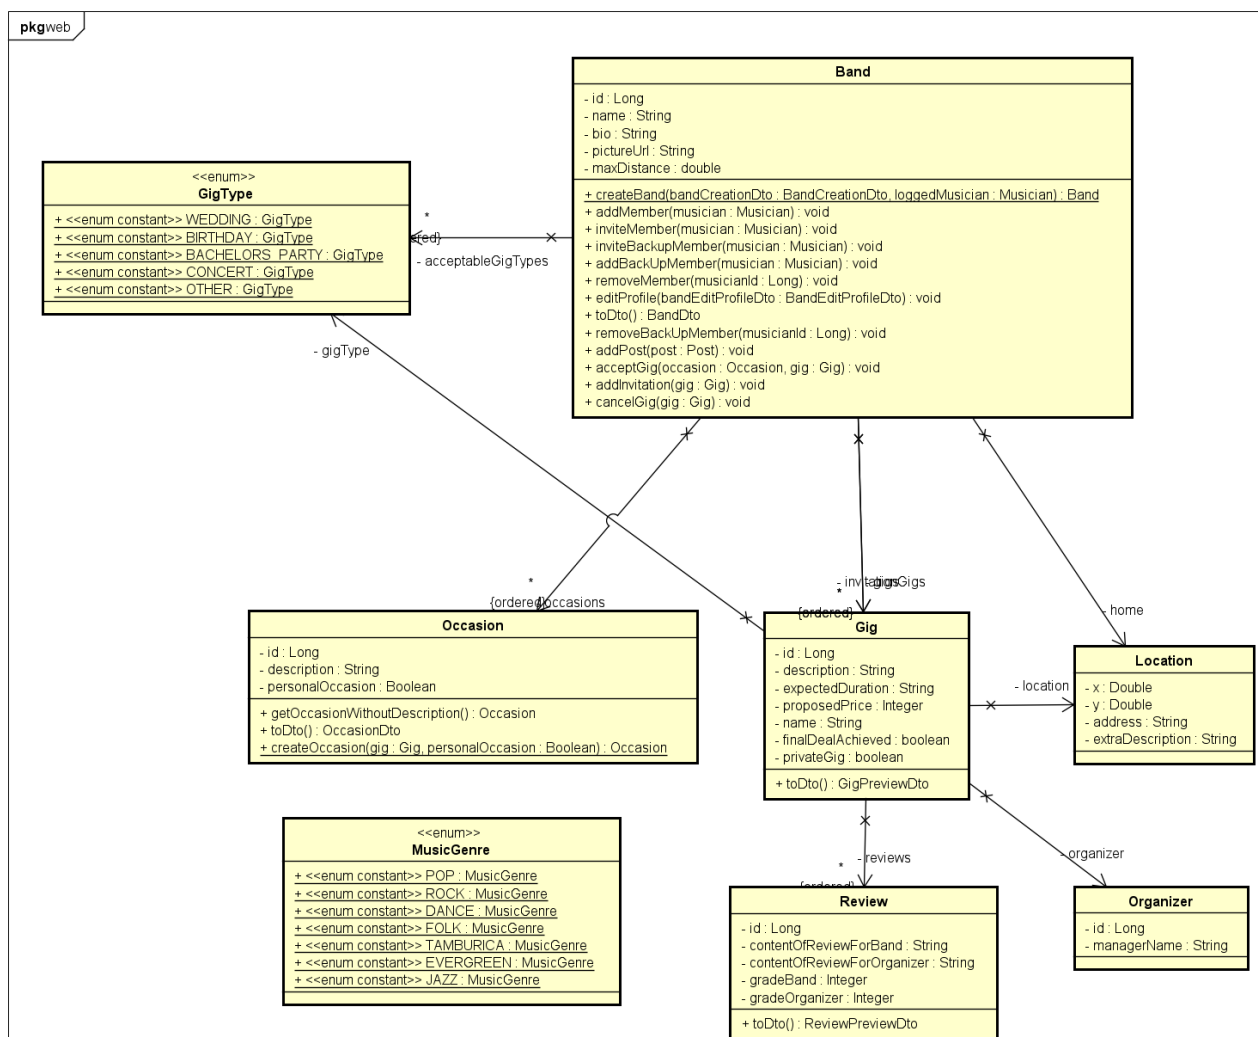 pkg web
Band
- id : Long
- name : String
- bio : String
- pictureUrl : String
- maxDistance : double
+ createBand(bandCreationDto : BandCreationDto, loggedMusician : Musician) : Band
+ addMember(musician : Musician) : void
+ inviteMember(musician : Musician) : void
+ inviteBackupMember(musician : Musician) : void
+ addBackUpMember(musician : Musician) : void
+ removeMember(musicianId : Long) : void
+ editProfile(bandEditProfileDto : BandEditProfileDto) : void
+ toDto() : BandDto
+ removeBackUpMember(musicianId : Long) : void
+ addPost(post : Post) : void
+ acceptGig(occasion : Occasion, gig : Gig) : void
+ addInvitation(gig : Gig) : void
+ cancelGig(gig : Gig) : void
<<enum>>
GigType
+ <<enum constant>> WEDDING : GigType
+ <<enum constant>> BIRTHDAY : GigType
+ <<enum constant>> BACHELORS_PARTY : GigType
+ <<enum constant>> CONCERT : GigType
+ <<enum constant>> OTHER : GigType
*
- acceptableGigTypes
- gigType
*
{ordered}
occasions
Occasion
- id : Long
- description : String
- personalOccasion : Boolean
+ getOccasionWithoutDescription() : Occasion
+ toDto() : OccasionDto
+ createOccasion(gig : Gig, personalOccasion : Boolean) : Occasion
*
{ordered}
Gig
- id : Long
- description : String
- expectedDuration : String
- proposedPrice : Integer
- name : String
- finalDealAchieved : boolean
- privateGig : boolean
+ toDto() : GigPreviewDto
- home
- location
Location
- x : Double
- y : Double
- address : String
- extraDescription : String
<<enum>>
MusicGenre
+ <<enum constant>> POP : MusicGenre
+ <<enum constant>> ROCK : MusicGenre
+ <<enum constant>> DANCE : MusicGenre
+ <<enum constant>> FOLK : MusicGenre
+ <<enum constant>> TAMBURICA : MusicGenre
+ <<enum constant>> EVERGREEN : MusicGenre
+ <<enum constant>> JAZZ : MusicGenre
*
- reviews
{ordered}
Review
- id : Long
- contentOfReviewForBand : String
- contentOfReviewForOrganizer : String
- gradeBand : Integer
- gradeOrganizer : Integer
+ toDto() : ReviewPreviewDto
- organizer
Organizer
- id : Long
- managerName : String